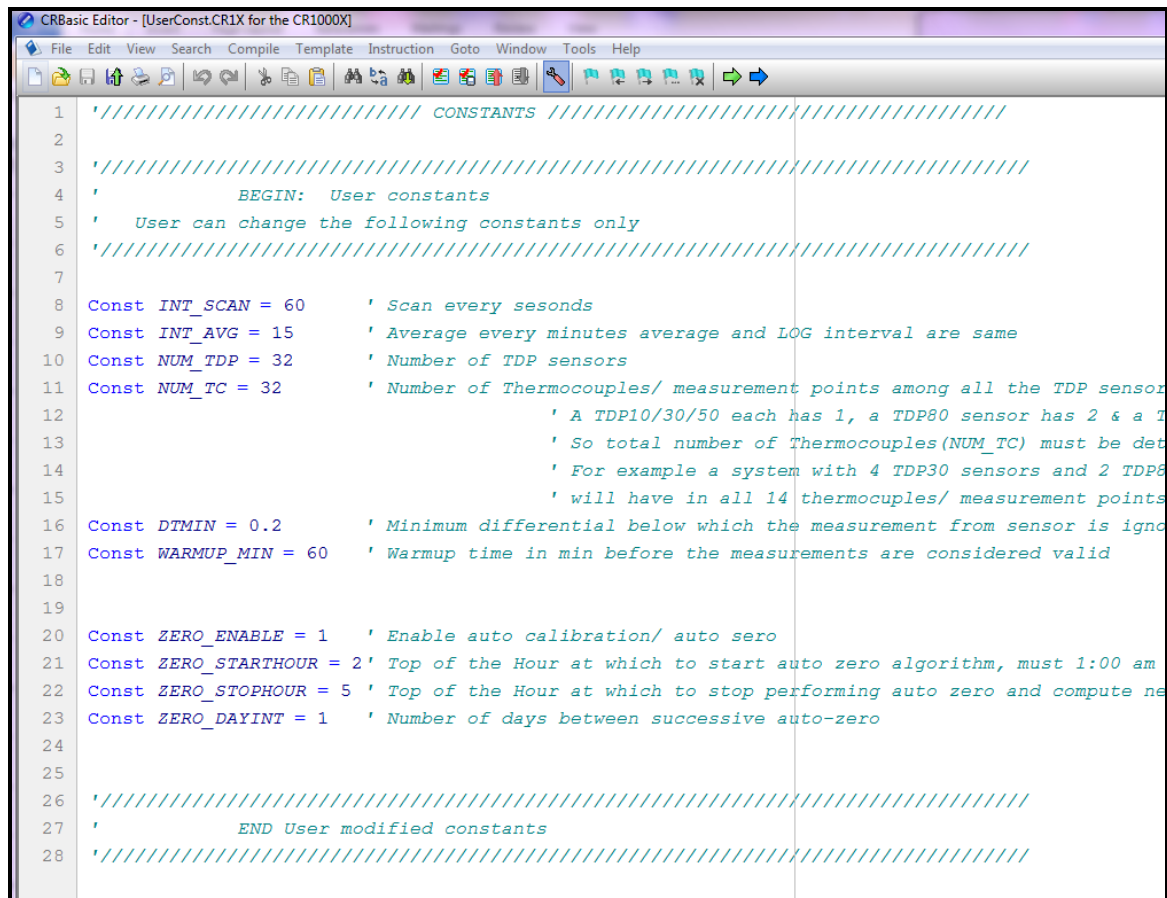 CRBasic Editor - [UserConst.CR1X for the CR1000X]
File Edit View Search Compile Template Instruction Goto Window Tools Help
1 '//////////////////////////// CONSTANTS ////////////////////////////////////////
2
3 '//////////////////////////////////////////////////////////////////////////////////
4 ' BEGIN: User constants
5 ' User can change the following constants only
6 '//////////////////////////////////////////////////////////////////////////////////
7
8 Const INT_SCAN = 60 ' Scan every sesonds
9 Const INT_AVG = 15 ' Average every minutes average and LOG interval are same
10 Const NUM_TDP = 32 ' Number of TDP sensors
11 Const NUM_TC = 32 ' Number of Thermocouples/ measurement points among all the TDP sensor
12 ' A TDP10/30/50 each has 1, a TDP80 sensor has 2 & a T
13 ' So total number of Thermocouples(NUM_TC) must be det
14 ' For example a system with 4 TDP30 sensors and 2 TDP8
15 ' will have in all 14 thermocuples/ measurement points
16 Const DTMIN = 0.2 ' Minimum differential below which the measurement from sensor is igno
17 Const WARMUP_MIN = 60 ' Warmup time in min before the measurements are considered valid
18
19
20 Const ZERO_ENABLE = 1 ' Enable auto calibration/ auto sero
21 Const ZERO_STARTHOUR = 2' Top of the Hour at which to start auto zero algorithm, must 1:00 am
22 Const ZERO_STOPHOUR = 5 ' Top of the Hour at which to stop performing auto zero and compute ne
23 Const ZERO_DAYINT = 1 ' Number of days between successive auto-zero
24
25
26 '//////////////////////////////////////////////////////////////////////////////////
27 ' END User modified constants
28 '//////////////////////////////////////////////////////////////////////////////////